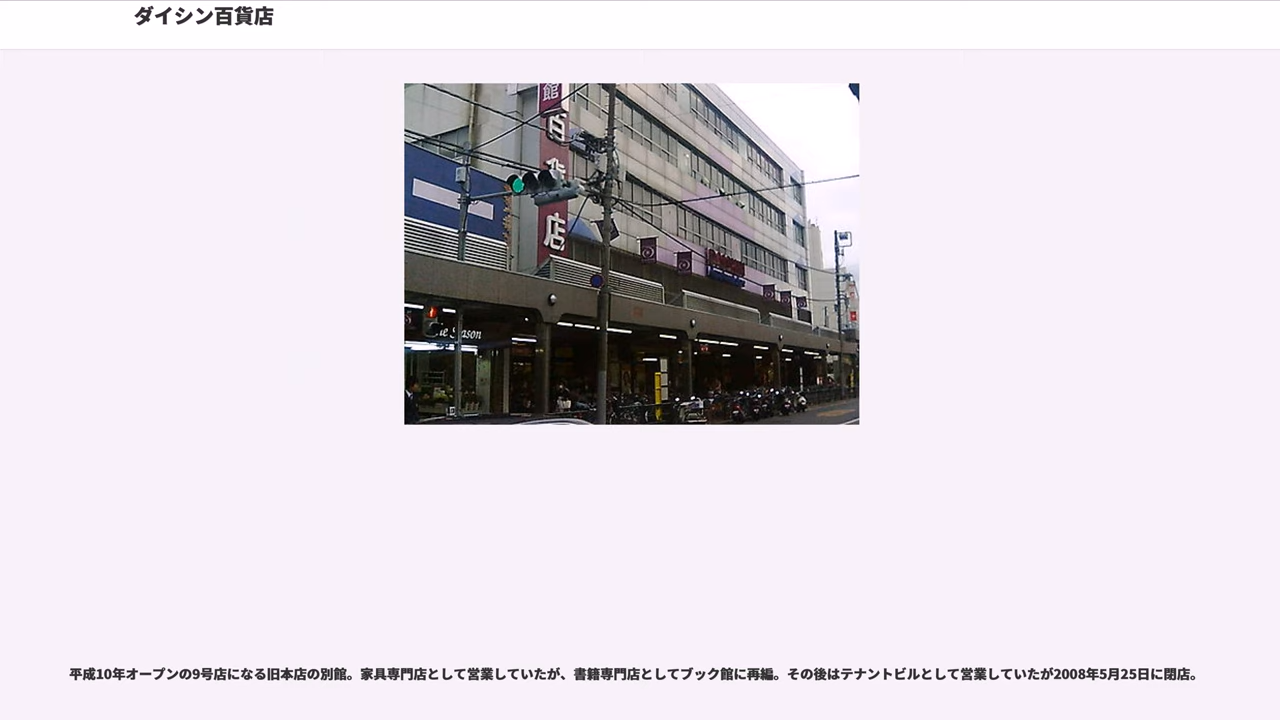 ダイシン百貨店
館
百
貨
店
平成10年オープンの9号店になる旧本店の別館。家具専門店として営業していたが、書籍専門店としてブック館に再編。その後はテナントビルとして営業していたが2008年5月25日に閉店。